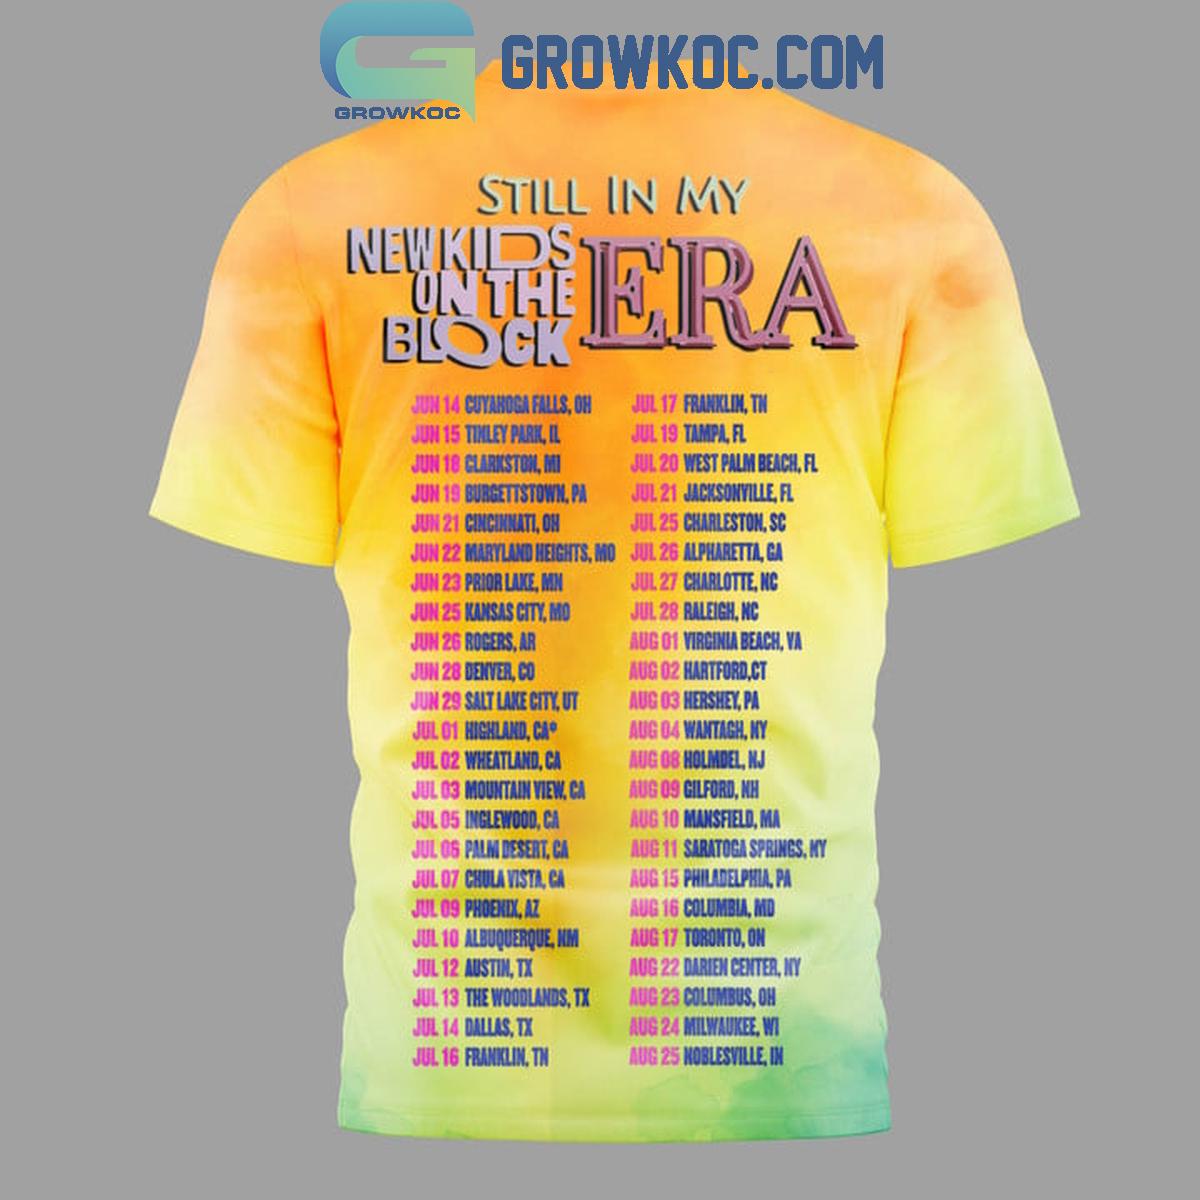 GROWKOC
GROWKOC.COM
STILL IN MY
NEW KIDS
ON THE
BLOCK
ERA
JUN 14 CUYAHOGA FALLS, OH
JUN 15 TINLEY PARK, IL
JUN 18 CLARKSTON, MI
JUN 19 BURGETTSTOWN, PA
JUN 21 CINCINNATI, OH
JUN 22 MARYLAND HEIGHTS, MO
JUN 23 PRIOR LAKE, MN
JUN 25 KANSAS CITY, MO
JUN 26 ROGERS, AR
JUN 28 DENVER, CO
JUN 29 SALT LAKE CITY, UT
JUL 01 HIGHLAND, CA*
JUL 02 WHEATLAND, CA
JUL 03 MOUNTAIN VIEW, CA
JUL 05 INGLEWOOD, CA
JUL 06 PALM DESERT, CA
JUL 07 CHULA VISTA, CA
JUL 09 PHOENIX, AZ
JUL 10 ALBUQUERQUE, NM
JUL 12 AUSTIN, TX
JUL 13 THE WOODLANDS, TX
JUL 14 DALLAS, TX
JUL 16 FRANKLIN, TN
JUL 17 FRANKLIN, TN
JUL 19 TAMPA, FL
JUL 20 WEST PALM BEACH, FL
JUL 21 JACKSONVILLE, FL
JUL 25 CHARLESTON, SC
JUL 26 ALPHARETTA, GA
JUL 27 CHARLOTTE, NC
JUL 28 RALEIGH, NC
AUG 01 VIRGINIA BEACH, VA
AUG 02 HARTFORD,CT
AUG 03 HERSHEY, PA
AUG 04 WANTAGH, NY
AUG 08 HOLMDEL, NJ
AUG 09 GILFORD, NH
AUG 10 MANSFIELD, MA
AUG 11 SARATOGA SPRINGS, NY
AUG 15 PHILADELPHIA, PA
AUG 16 COLUMBIA, MD
AUG 17 TORONTO, ON
AUG 22 DARIEN CENTER, NY
AUG 23 COLUMBUS, OH
AUG 24 MILWAUKEE, WI
AUG 25 NOBLESVILLE, IN